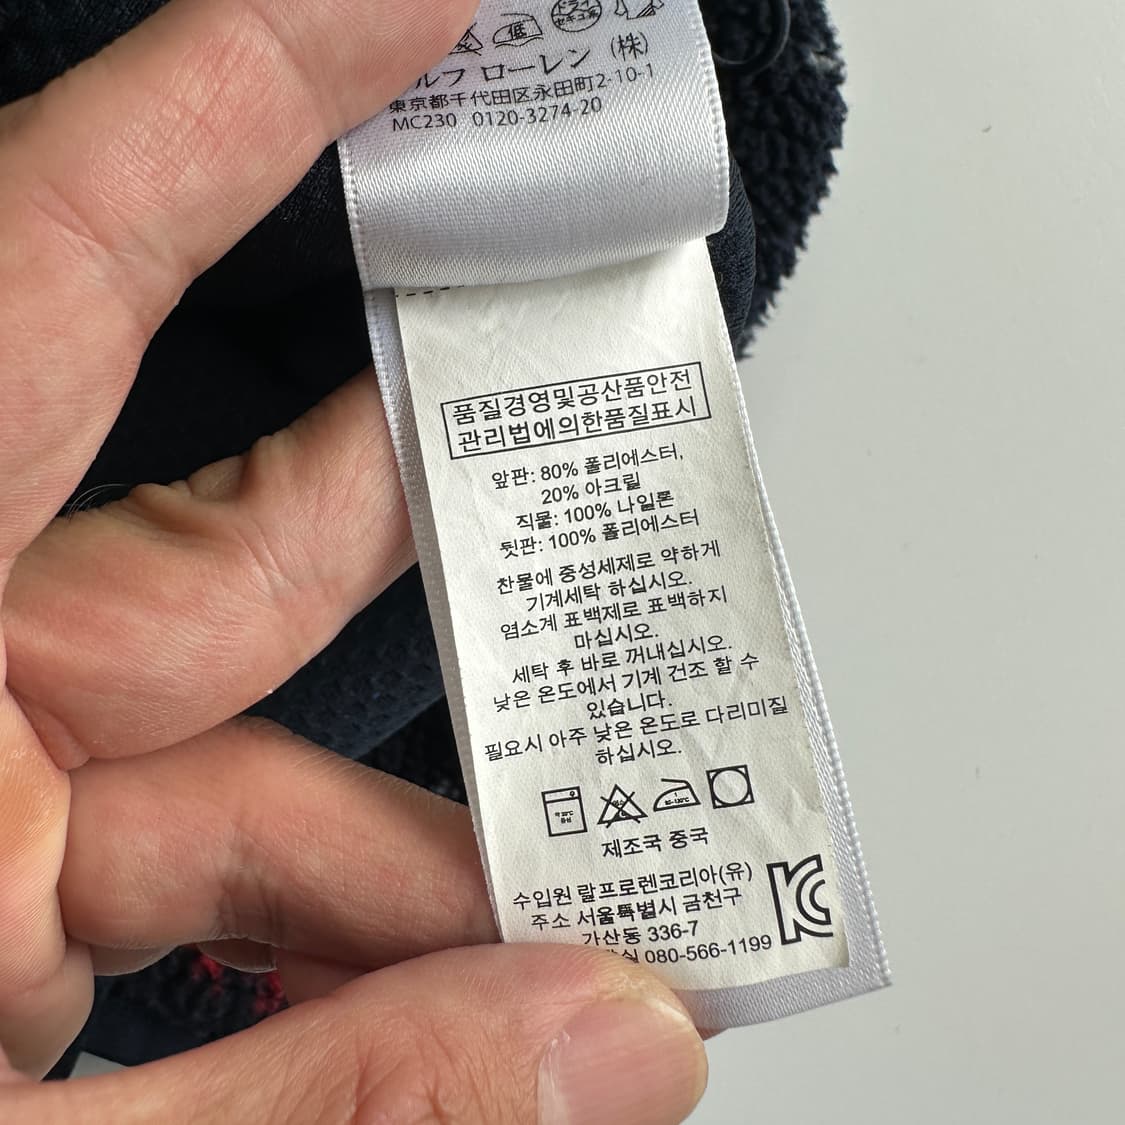 低
ドライ
セキユ系
ルフ ローレン (株)
東京都千代田区永田町2-10-1
MC230 0120-3274-20
품질경영및공산품안전
관리법에의한품질표시
앞판: 80% 폴리에스터,
20% 아크릴
직물: 100% 나일론
뒷판: 100% 폴리에스터
찬물에 중성세제로 약하게
기계세탁 하십시오.
염소계 표백제로 표백하지
마십시오.
세탁 후 바로 꺼내십시오.
낮은 온도에서 기계 건조 할 수
있습니다.
필요시 아주 낮은 온도로 다리미질
하십시오.
제조국 중국
수입원 랄프로렌코리아(유)
주소 서울특별시 금천구
가산동 336-7
실 080-566-1199